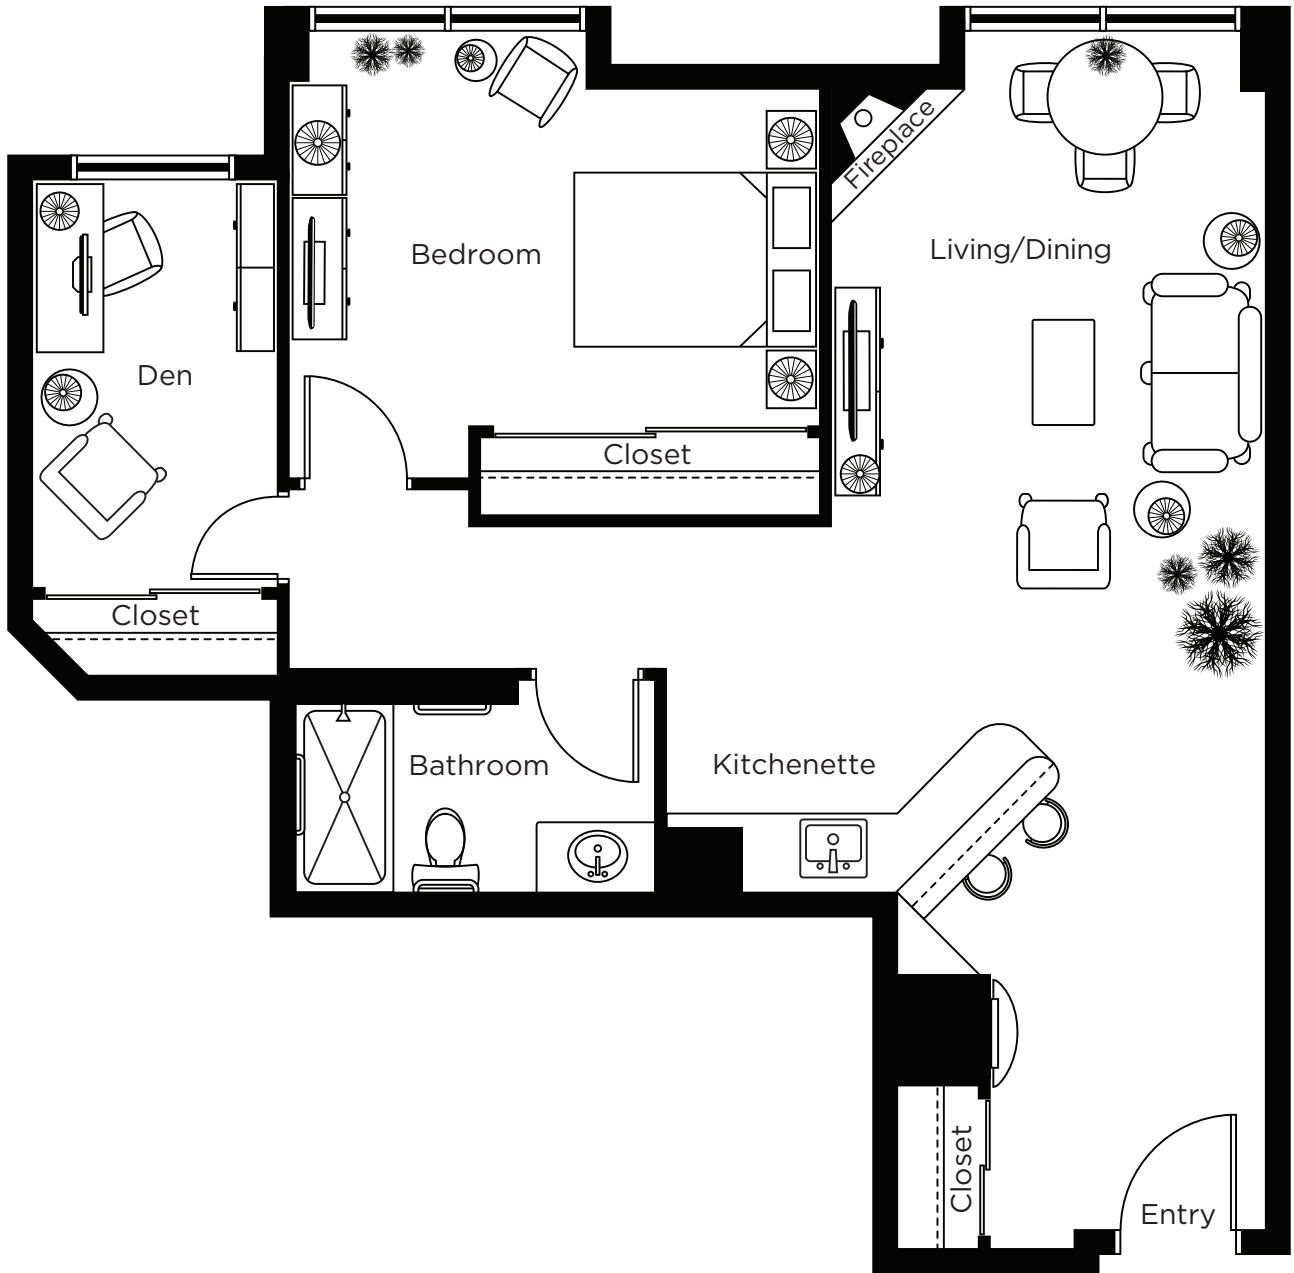 Fireplace
Bedroom
Living/Dining
Den
Closet
Closet
Bathroom
Kitchenette
Closet
Entry